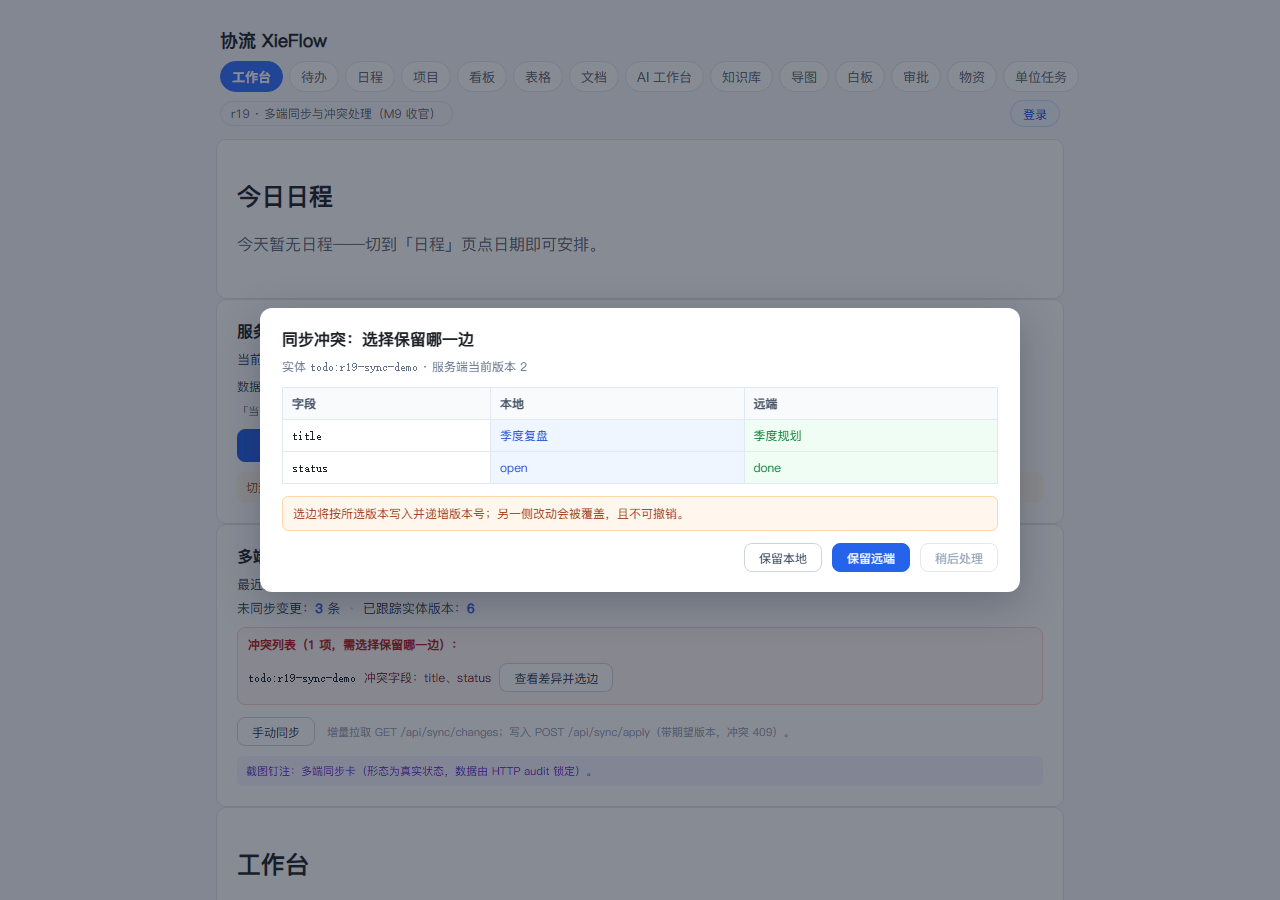 协流 XieFlow
工作台 待办 日程 项目 看板 表格 文档 AI 工作台 知识库 导图 白板 审批 物资 单位任务
r19 · 多端同步与冲突处理（M9 收官） 登录
今日日程
今天暂无日程——切到「日程」页点日期即可安排。
服务
当前
数据
「当
切
同步冲突：选择保留哪一边
实体 todo:r19-sync-demo · 服务端当前版本 2
字段 本地 远端
title 季度复盘 季度规划
status open done
选边将按所选版本写入并递增版本号；另一侧改动会被覆盖，且不可撤销。
保留本地 保留远端 稍后处理
多端
最近
未同步变更：3 条 · 已跟踪实体版本：6
冲突列表（1 项，需选择保留哪一边）：
todo:r19-sync-demo 冲突字段：title、status 查看差异并选边
手动同步 增量拉取 GET /api/sync/changes；写入 POST /api/sync/apply（带期望版本，冲突 409）。
截图钉注：多端同步卡（形态为真实状态，数据由 HTTP audit 锁定）。
工作台